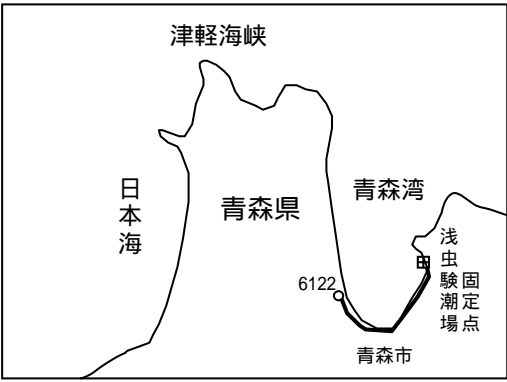 津軽海峡
日本海
青森県
青森湾
6122
浅虫験潮場
固定点
青森市